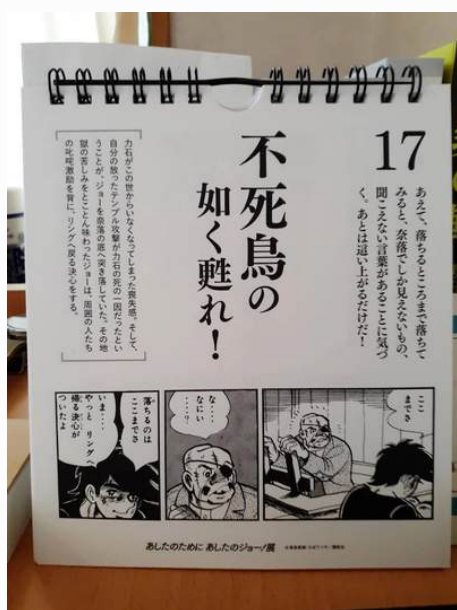 17
あえて、落ちるところまで落ちて
みると、奈落でしか見えないもの、
聞こえない言葉があることに気づ
く。あとは這い上がるだけだ！
不死鳥の
如く甦れ！
力石がこの世からいなくなってしまった喪失感。そして、
自分の放ったテンプル攻撃が力石の死の一因だったとい
うことが、ジョーを奈落の底へ突き落していた。その地
獄の苦しみをとことん味わったジョーは、周囲の人たち
の叱咤激励を背に、リングへ戻る決心をする。
ここ
までさ
な‥‥
なにい
‥‥？
落ちるのは
ここまでさ
いま‥‥
やっと リングへ
帰る決心が
ついたよ
あしたのために あしたのジョー！展